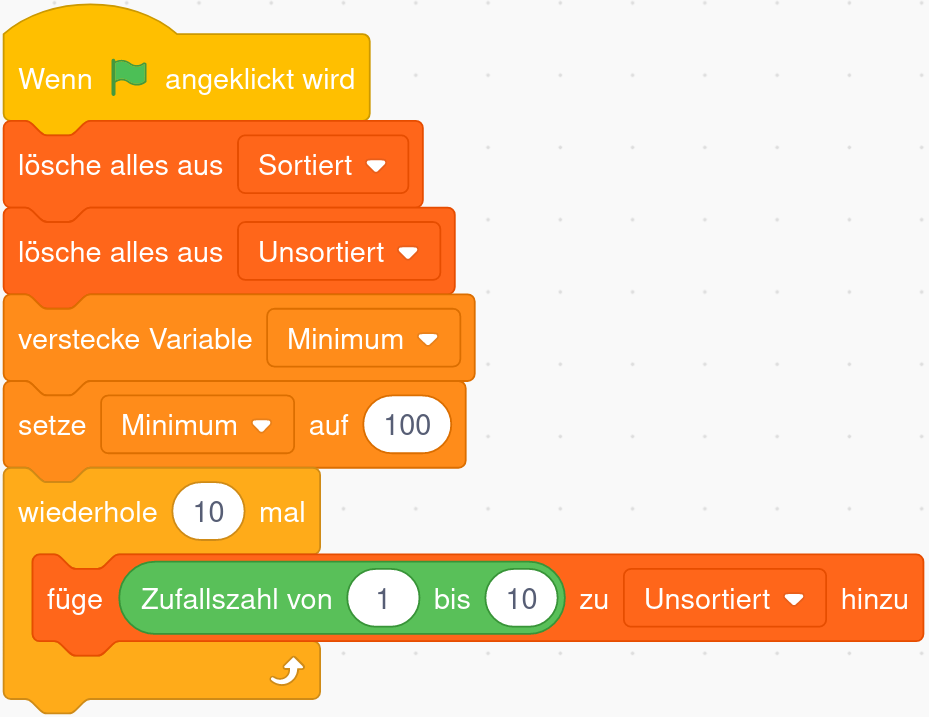 Wenn angeklickt wird
lösche alles aus Sortiert
lösche alles aus Unsortiert
verstecke Variable Minimum
setze Minimum auf 100
wiederhole 10 mal
füge Zufallszahl von 1 bis 10 zu Unsortiert hinzu